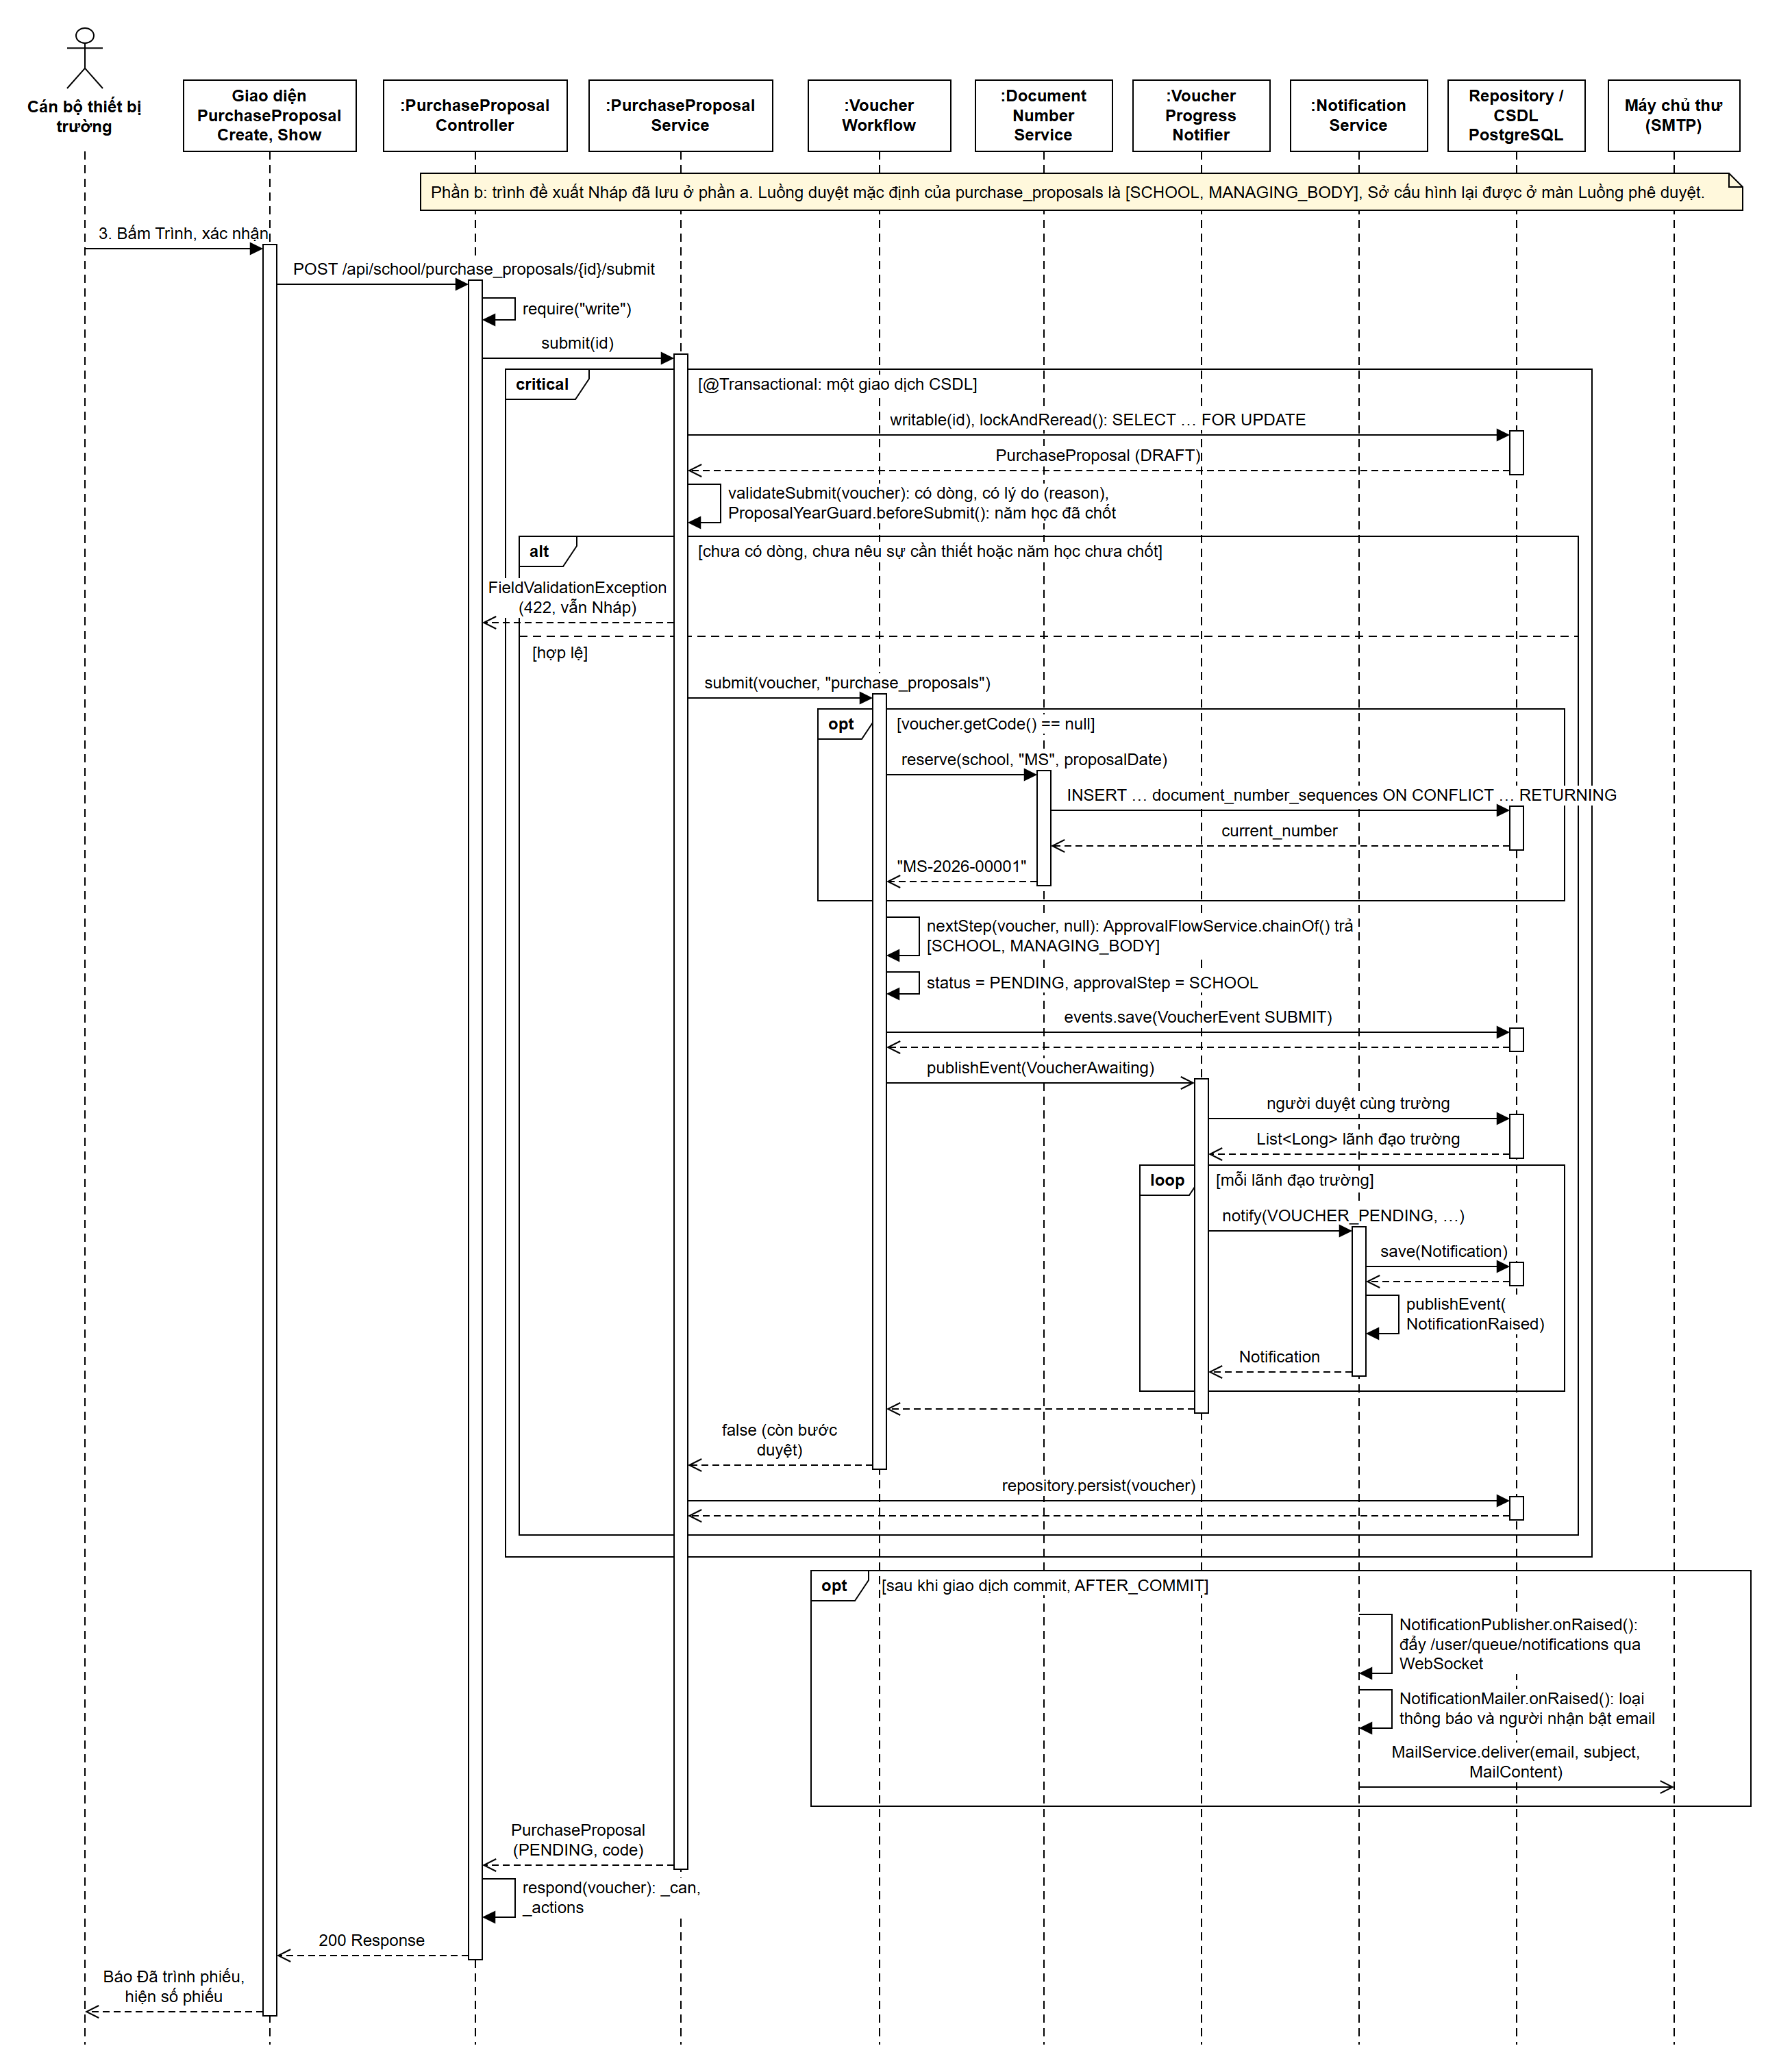 Cán bộ thiết bị
trường
Giao diện
PurchaseProposal
Create, Show
:PurchaseProposal
Controller
:PurchaseProposal
Service
:Voucher
Workflow
:Document
Number
Service
:Voucher
Progress
Notifier
:Notification
Service
Repository /
CSDL
PostgreSQL
Máy chủ thư
(SMTP)
Phần b: trình đề xuất Nháp đã lưu ở phần a. Luồng duyệt mặc định của purchase_proposals là [SCHOOL, MANAGING_BODY], Sở cấu hình lại được ở màn Luồng phê duyệt.
3. Bấm Trình, xác nhận
POST /api/school/purchase_proposals/{id}/submit
require("write")
submit(id)
critical
[@Transactional: một giao dịch CSDL]
writable(id), lockAndReread(): SELECT … FOR UPDATE
PurchaseProposal (DRAFT)
validateSubmit(voucher): có dòng, có lý do (reason),
ProposalYearGuard.beforeSubmit(): năm học đã chốt
alt
[chưa có dòng, chưa nêu sự cần thiết hoặc năm học chưa chốt]
FieldValidationException
(422, vẫn Nháp)
[hợp lệ]
submit(voucher, "purchase_proposals")
opt
[voucher.getCode() == null]
reserve(school, "MS", proposalDate)
INSERT … document_number_sequences ON CONFLICT … RETURNING
current_number
"MS-2026-00001"
nextStep(voucher, null): ApprovalFlowService.chainOf() trả
[SCHOOL, MANAGING_BODY]
status = PENDING, approvalStep = SCHOOL
events.save(VoucherEvent SUBMIT)
publishEvent(VoucherAwaiting)
người duyệt cùng trường
List<Long> lãnh đạo trường
loop
[mỗi lãnh đạo trường]
notify(VOUCHER_PENDING, …)
save(Notification)
publishEvent(
NotificationRaised)
Notification
false (còn bước
duyệt)
repository.persist(voucher)
opt
[sau khi giao dịch commit, AFTER_COMMIT]
NotificationPublisher.onRaised():
đẩy /user/queue/notifications qua
WebSocket
NotificationMailer.onRaised(): loại
thông báo và người nhận bật email
MailService.deliver(email, subject,
MailContent)
PurchaseProposal
(PENDING, code)
respond(voucher): _can,
_actions
200 Response
Báo Đã trình phiếu,
hiện số phiếu